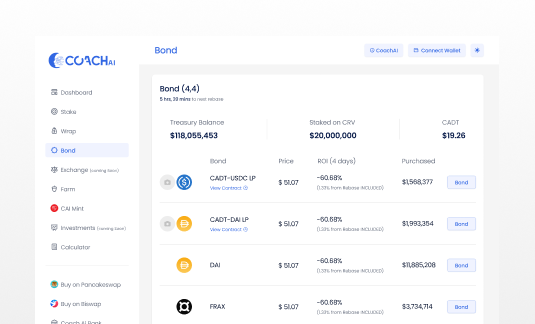 COACHAI
Bond
CoachAI
Connect Wallet
Dashboard
Stake
Wrap
Bond
Exchange (coming Soon)
Farm
CAI Mint
Investments (coming Soon)
Calculator
Buy on Pancakeswap
Buy on Biswap
Coach AI Bank
Bond (4,4)
5 hrs, 20 mins to next rebase
Treasury Balance
$118,055,453
Staked on CRV
$20,000,000
CADT
$19.26
Bond Price ROI (4 days) Purchased
CADT-USDC LP $ 51.07 -60.68% $1,568,377 Bond
View Contract (1.33% from Rebase INCLUDED)
CADT-DAI LP $ 51.07 -60.68% $1,993,354 Bond
View Contract (1.33% from Rebase INCLUDED)
DAI $ 51.07 -60.68% $11,885,208 Bond
(1.33% from Rebase INCLUDED)
FRAX $ 51.07 -60.68% $3,734,714 Bond
(1.33% from Rebase INCLUDED)